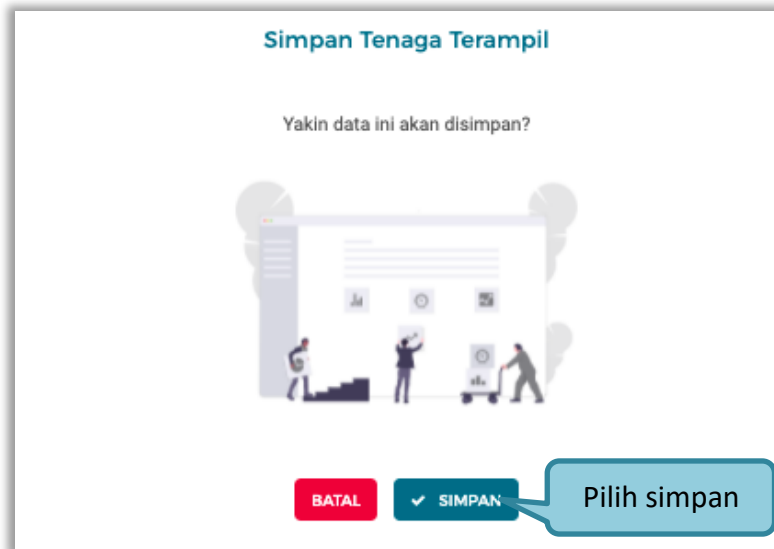 Simpan Tenaga Terampil
Yakin data ini akan disimpan?
BATAL
SIMPAN
Pilih simpan